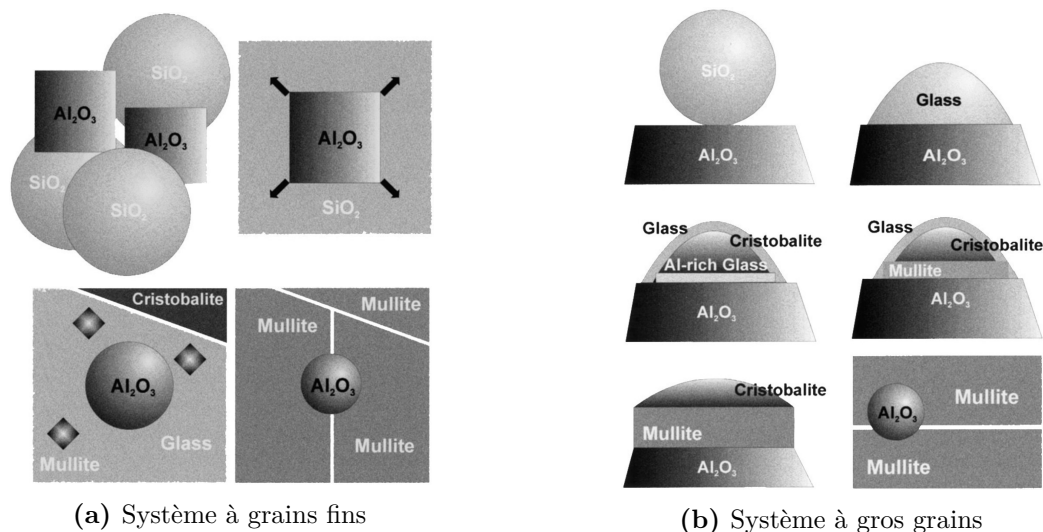 SiO₂
Al₂O₃
Al₂O₃
SiO₂
SiO₂
Al₂O₃
SiO₂
Cristobalite
Al₂O₃
Mullite
Glass
Mullite
Mullite
Al₂O₃
Mullite
(a) Système à grains fins
SiO₂
Al₂O₃
Glass
Al₂O₃
Glass
Cristobalite
Al-rich Glass
Al₂O₃
Glass
Cristobalite
Mullite
Al₂O₃
Cristobalite
Mullite
Al₂O₃
Mullite
Al₂O₃
Mullite
(b) Système à gros grains